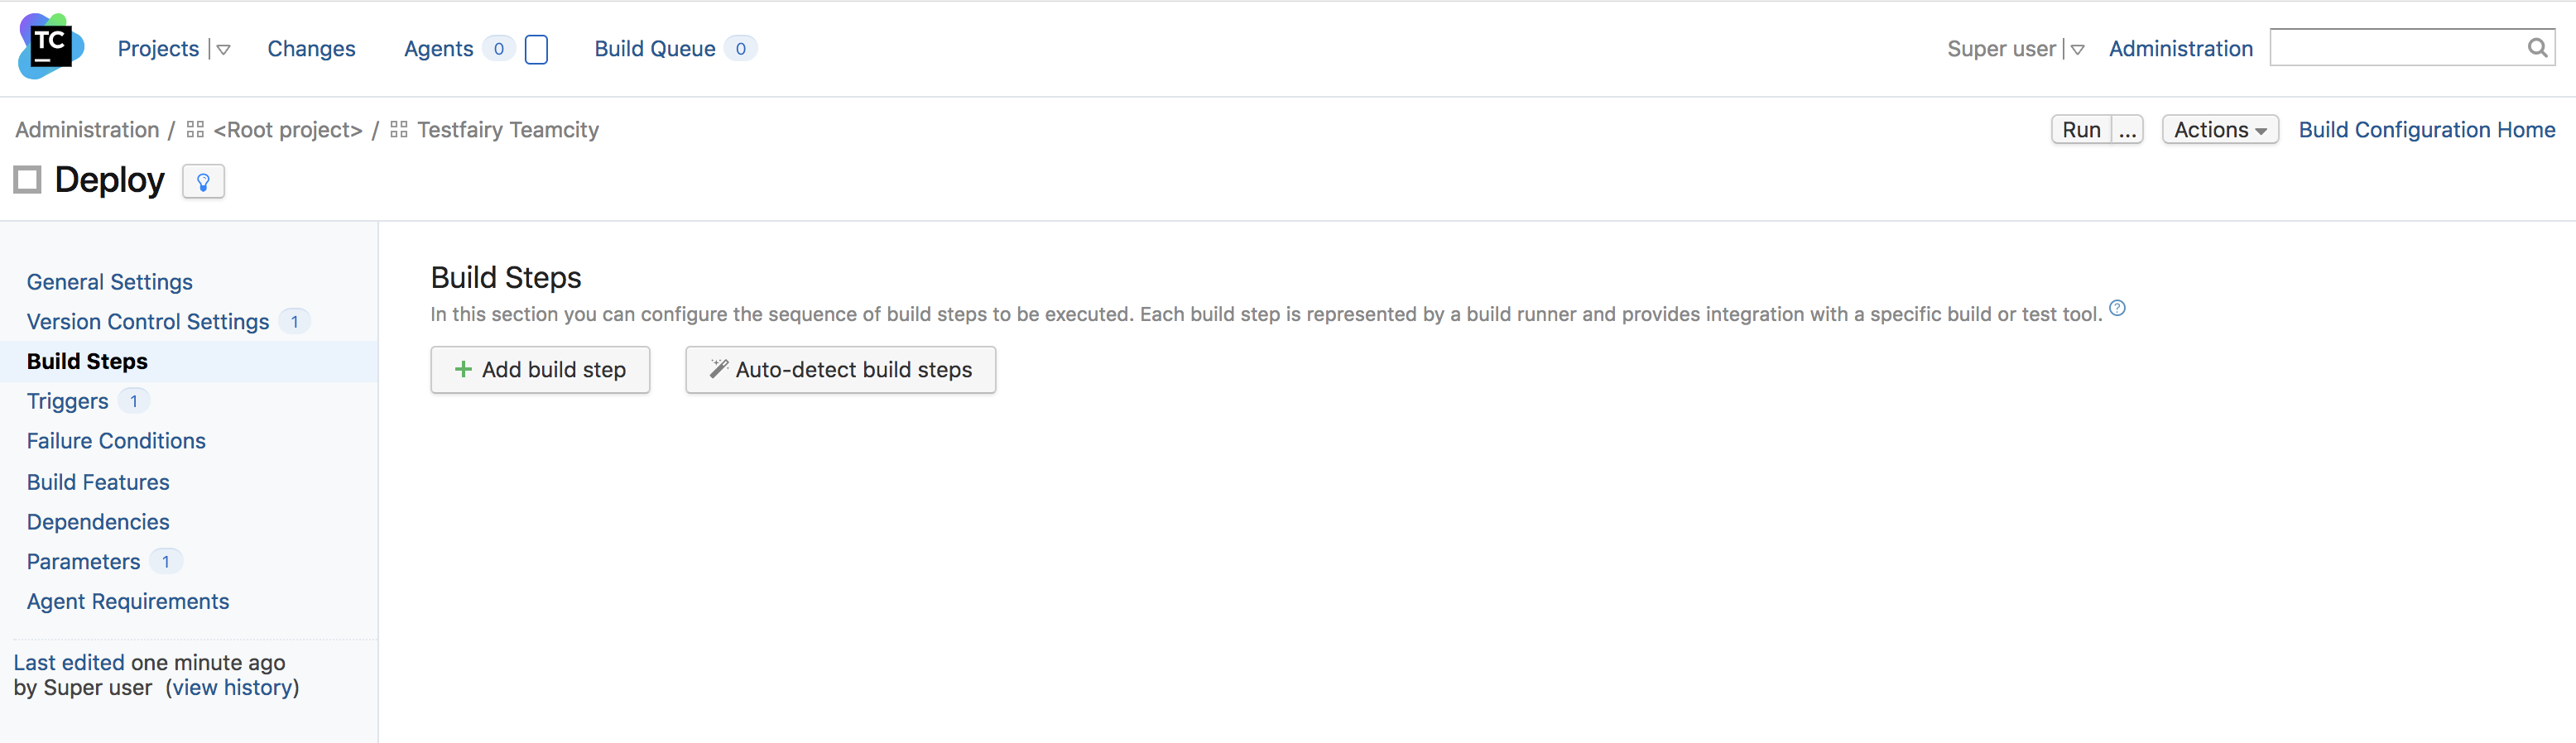 TC
Projects Changes Agents 0 Build Queue 0 Super user Administration
Administration / <Root project> / Testfairy Teamcity Run ... Actions Build Configuration Home
Deploy
General Settings
Version Control Settings 1
Build Steps
Triggers 1
Failure Conditions
Build Features
Dependencies
Parameters 1
Agent Requirements
Last edited one minute ago
by Super user (view history)
Build Steps
In this section you can configure the sequence of build steps to be executed. Each build step is represented by a build runner and provides integration with a specific build or test tool. ?
+ Add build step Auto-detect build steps